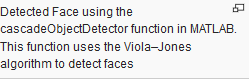 Detected Face using the
cascadeObjectDetector function in MATLAB.
This function uses the Viola–Jones
algorithm to detect faces